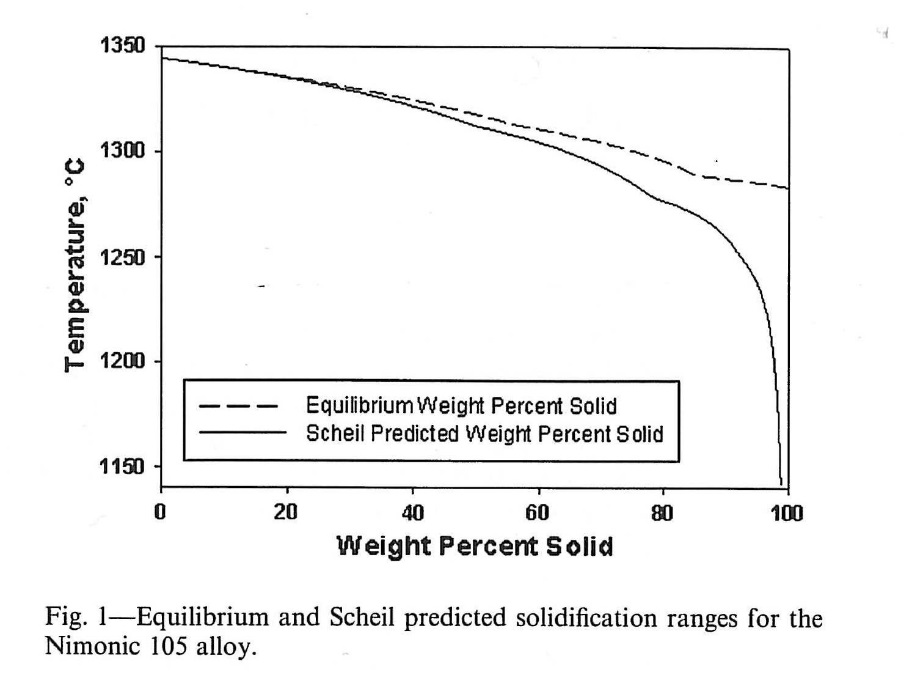 1350
1300
1250
1200
1150
Temperature, °C
Equilibrium Weight Percent Solid
Scheil Predicted Weight Percent Solid
0 20 40 60 80 100
Weight Percent Solid
Fig. 1—Equilibrium and Scheil predicted solidification ranges for the
Nimonic 105 alloy.